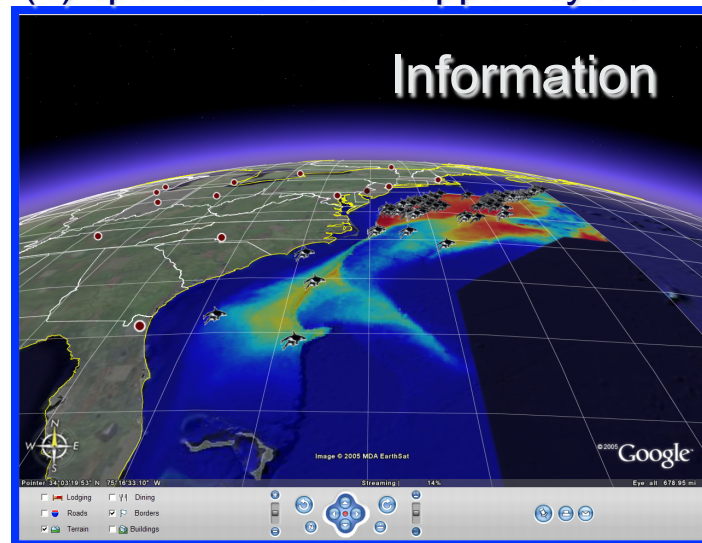 Information
N
W E
S
Image © 2005 MDA EarthSat
© 2005 Google
Pointer 34°03'19.53" N 75°16'33.10" W Streaming | 14% Eye alt 678.95 mi
Lodging Dining
Roads Borders
Terrain Buildings